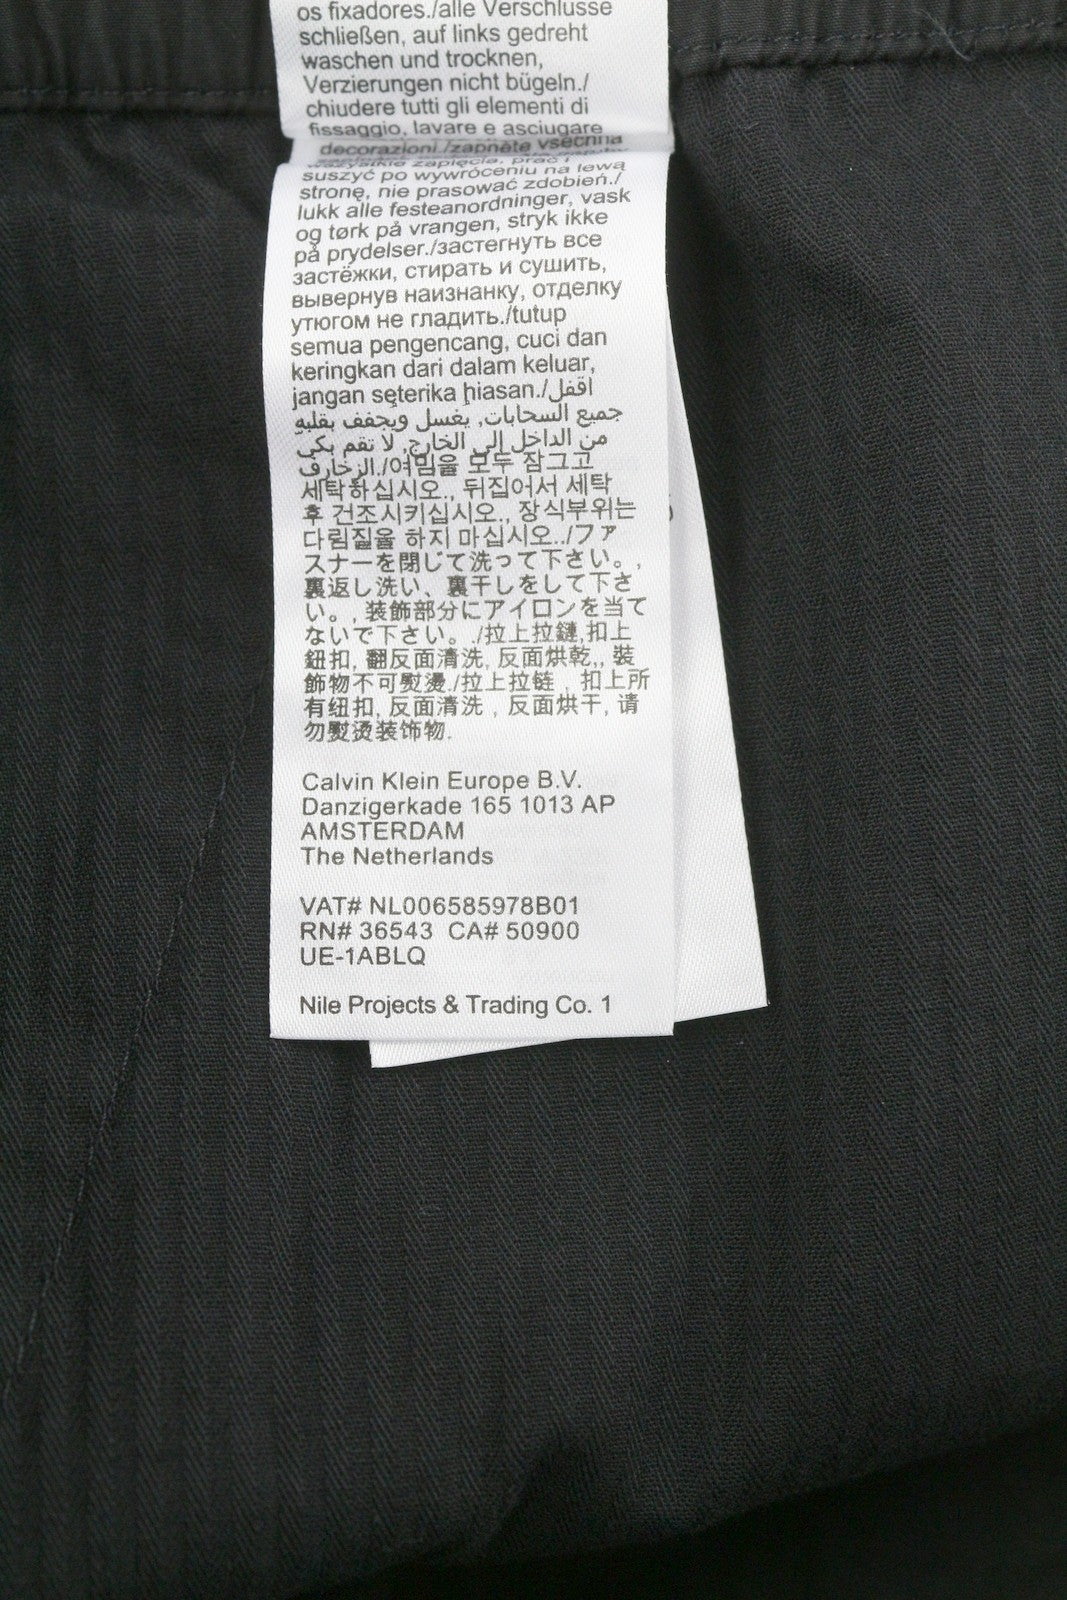 os fixadores./alle Verschlüsse
schließen, auf links gedreht
waschen und trocknen,
Verzierungen nicht bügeln./
chiudere tutti gli elementi di
fissaggio, lavare e asciugare
decorazioni./zapněte všechna
wszystkie zapięcia, prać i
suszyć po wywróceniu na lewą
stronę, nie prasować zdobień./
lukk alle festeanordninger, vask
og tørk på vrangen, stryk ikke
på prydelser./застегнуть все
застёжки, стирать и сушить,
вывернув наизнанку, отделку
утюгом не гладить./tutup
semua pengencang, cuci dan
keringkan dari dalam keluar,
jangan seterika hiasan./اقفل
جميع السحابات, يغسل ويجفف بقلبه
من الداخل إلى الخارج, لا تقم بكي
الزخارف./여밈을 모두 잠그고
세탁하십시오., 뒤집어서 세탁
후 건조시키십시오., 장식부위는
다림질을 하지 마십시오../ファ
スナーを閉じて洗って下さい。,
裏返し洗い、裏干しをして下さ
い。, 装飾部分にアイロンを当て
ないで下さい。./拉上拉鏈,扣上
鈕扣, 翻反面清洗, 反面烘乾,, 裝
飾物不可熨燙./拉上拉链 , 扣上所
有纽扣, 反面清洗 , 反面烘干, 请
勿熨烫装饰物.
Calvin Klein Europe B.V.
Danzigerkade 165 1013 AP
AMSTERDAM
The Netherlands
VAT# NL006585978B01
RN# 36543 CA# 50900
UE-1ABLQ
Nile Projects & Trading Co. 1